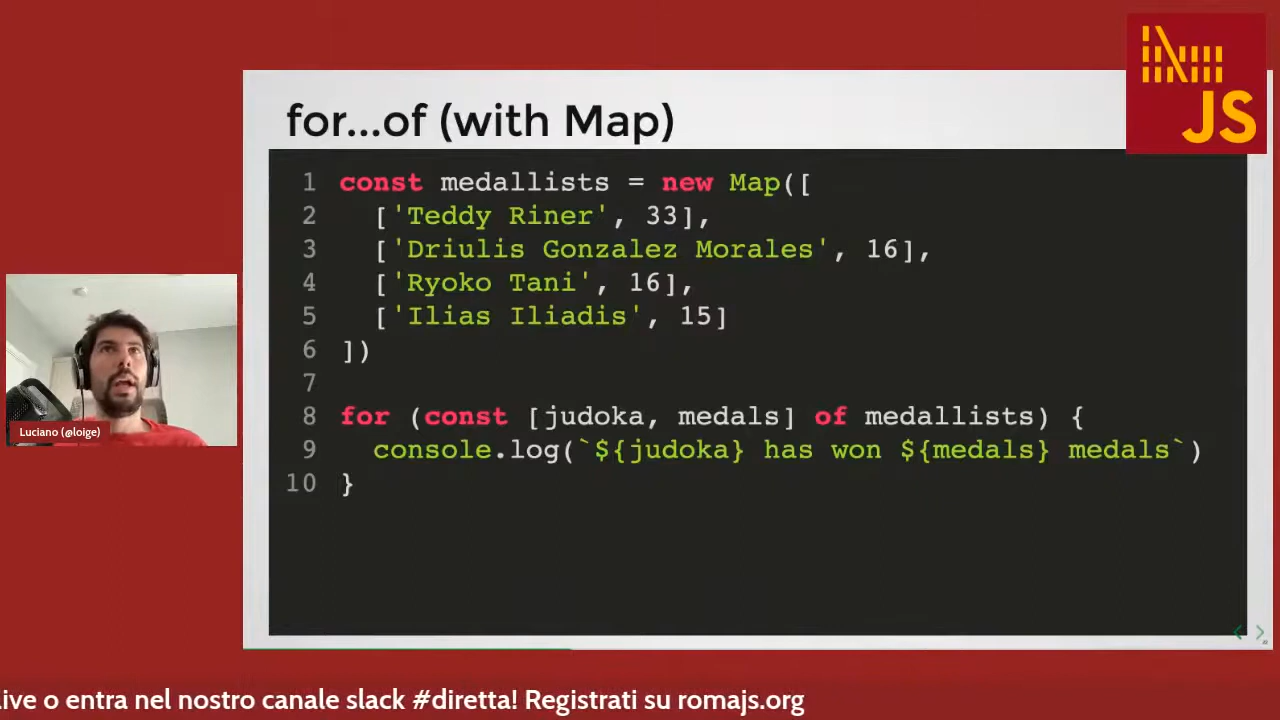 JS
for...of (with Map)
1 const medallists = new Map([
2 ['Teddy Riner', 33],
3 ['Driulis Gonzalez Morales', 16],
4 ['Ryoko Tani', 16],
5 ['Ilias Iliadis', 15]
6 ])
7
8 for (const [judoka, medals] of medallists) {
9 console.log(`${judoka} has won ${medals} medals`)
10 }
Luciano (@loige)
ive o entra nel nostro canale slack #diretta! Registrati su romajs.org